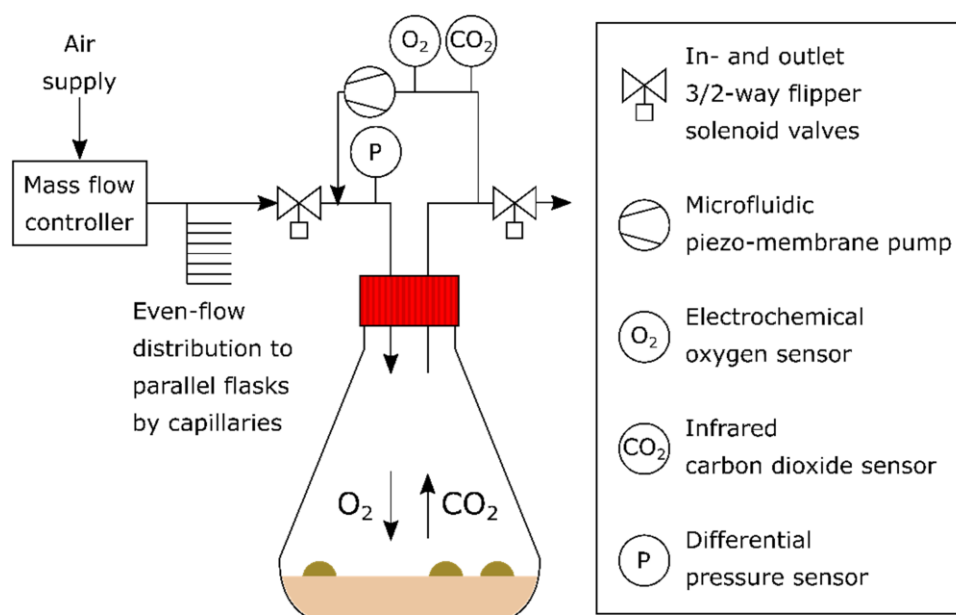 Air
supply
Mass flow
controller
Even-flow
distribution to
parallel flasks
by capillaries
O₂
CO₂
P
O₂
CO₂
In- and outlet
3/2-way flipper
solenoid valves
Microfluidic
piezo-membrane pump
O₂
Electrochemical
oxygen sensor
CO₂
Infrared
carbon dioxide sensor
P
Differential
pressure sensor